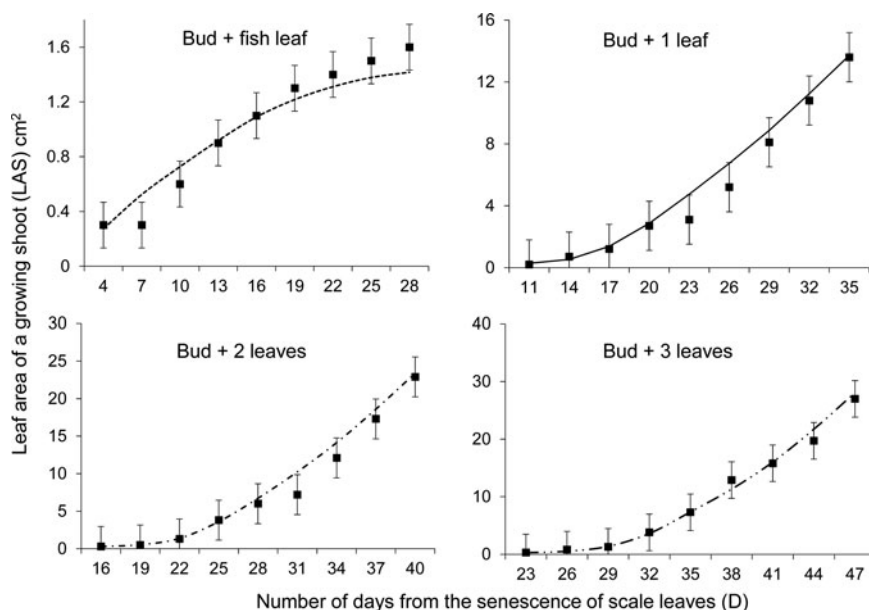 Leaf area of a growing shoot (LAS) cm²
Bud + fish leaf
1.6
1.2
0.8
0.4
0
4 7 10 13 16 19 22 25 28
Bud + 1 leaf
16
12
8
4
0
11 14 17 20 23 26 29 32 35
Bud + 2 leaves
30
25
20
15
10
5
0
16 19 22 25 28 31 34 37 40
Bud + 3 leaves
40
30
20
10
0
23 26 29 32 35 38 41 44 47
Number of days from the senescence of scale leaves (D)